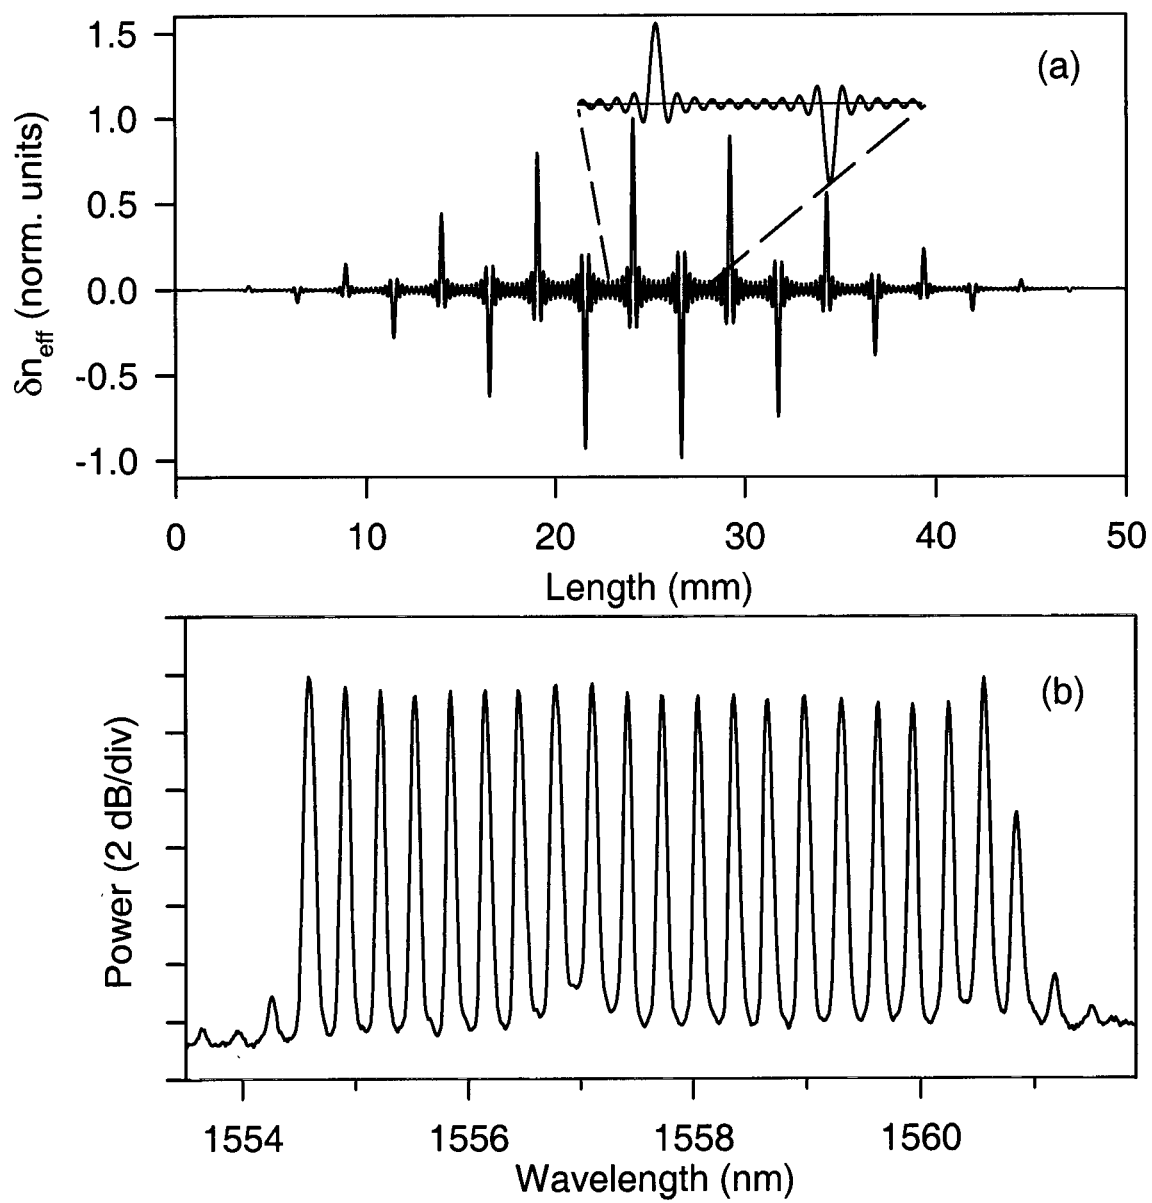 (a)
1.5
1.0
0.5
0.0
-0.5
-1.0
δn_eff (norm. units)
0 10 20 30 40 50
Length (mm)
(b)
Power (2 dB/div)
1554 1556 1558 1560
Wavelength (nm)